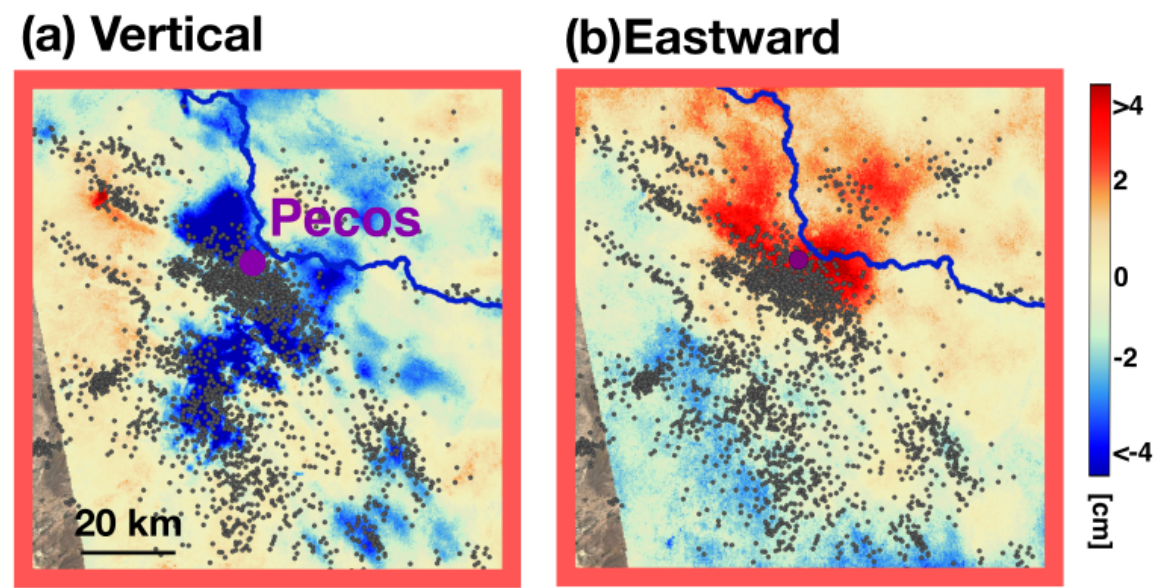 (a) Vertical
(b)Eastward
Pecos
20 km
>4
2
0
-2
<-4
[cm]